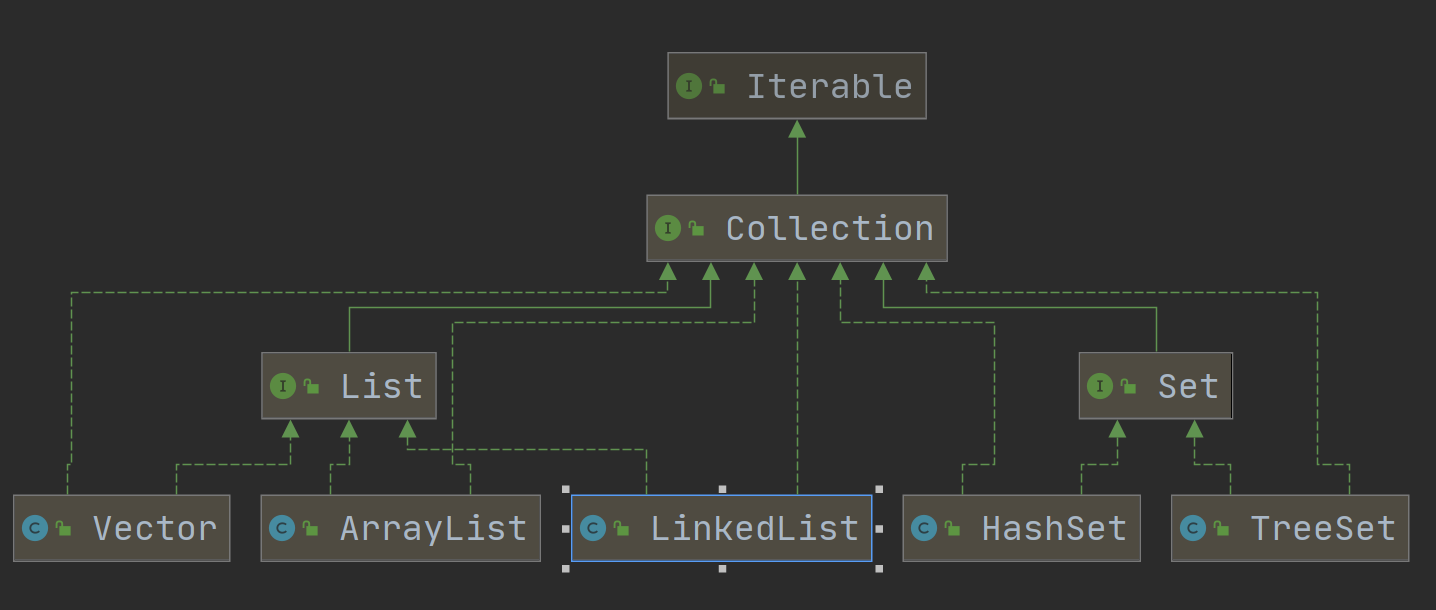 I Iterable
I Collection
I List
I Set
C Vector
C ArrayList
C LinkedList
C HashSet
C TreeSet